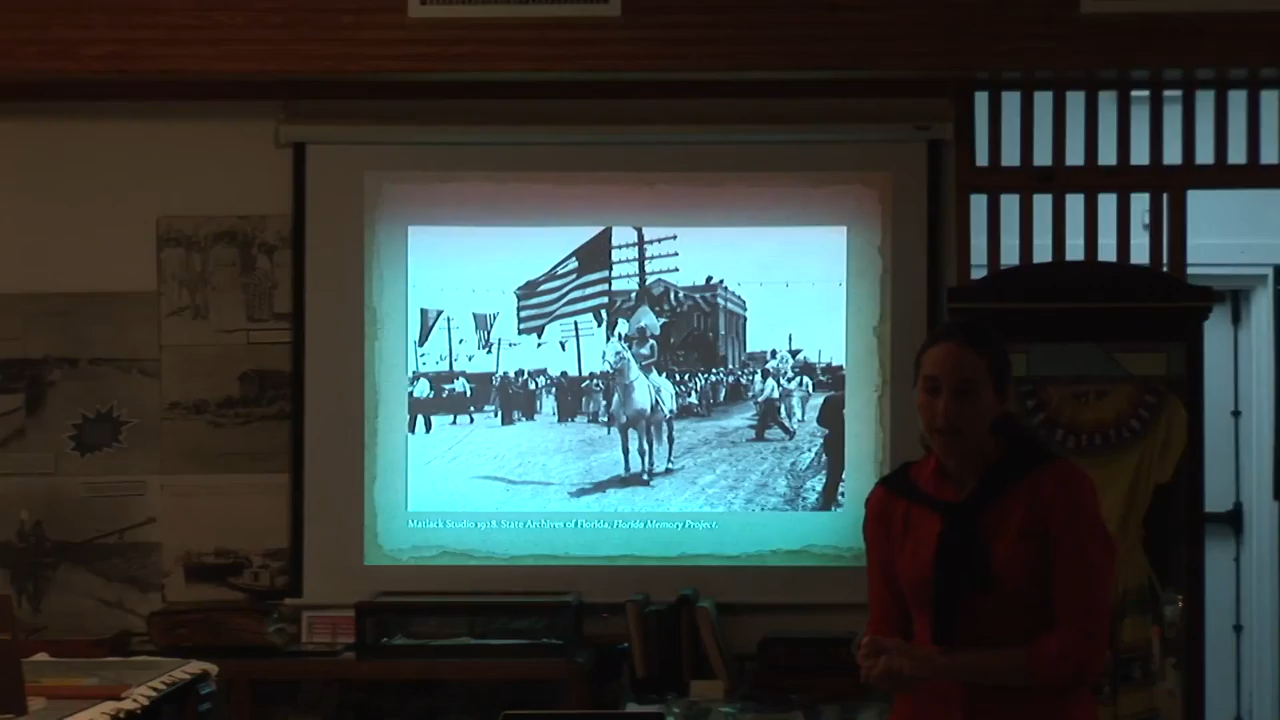 Matlack Studio 1928. State Archives of Florida, Florida Memory Project.